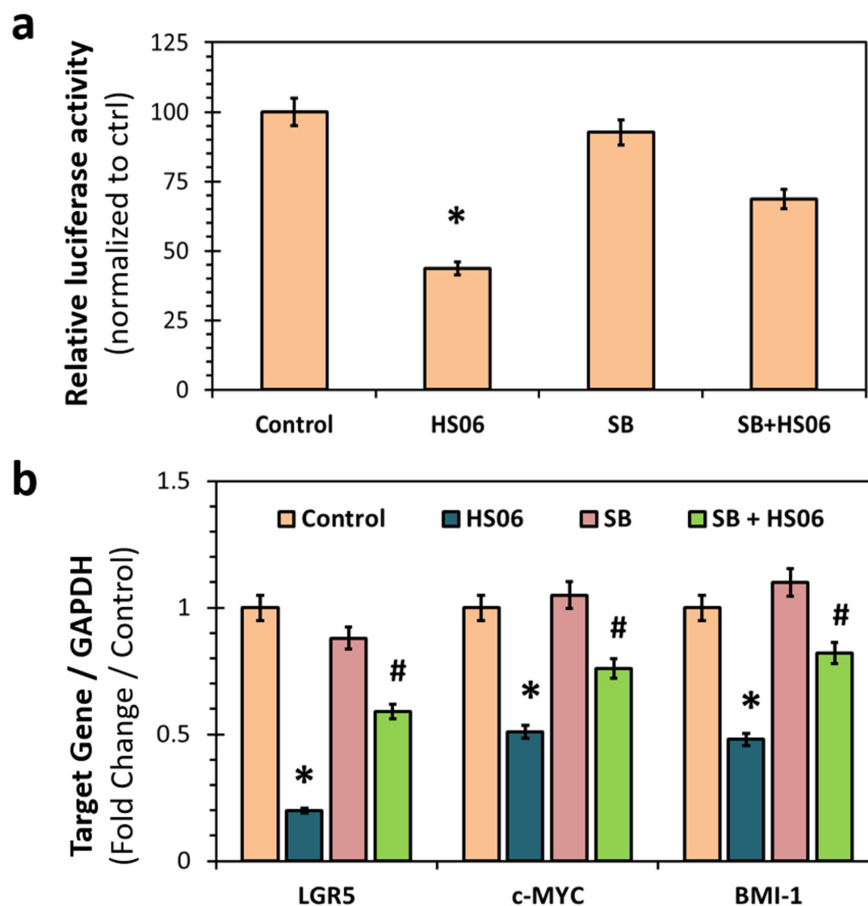 a
Relative luciferase activity
(normalized to ctrl)
125
100
75
50
25
0
*
Control HS06 SB SB+HS06
b
Target Gene / GAPDH
(Fold Change / Control)
1.5
1
0.5
0
Control HS06 SB SB + HS06
* # * # * #
LGR5 c-MYC BMI-1